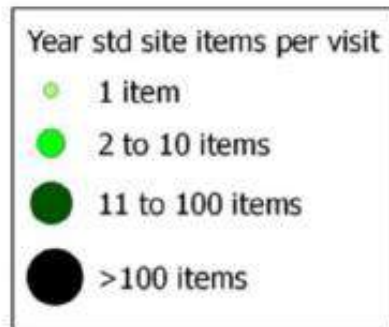 Year std site items per visit
1 item
2 to 10 items
11 to 100 items
>100 items